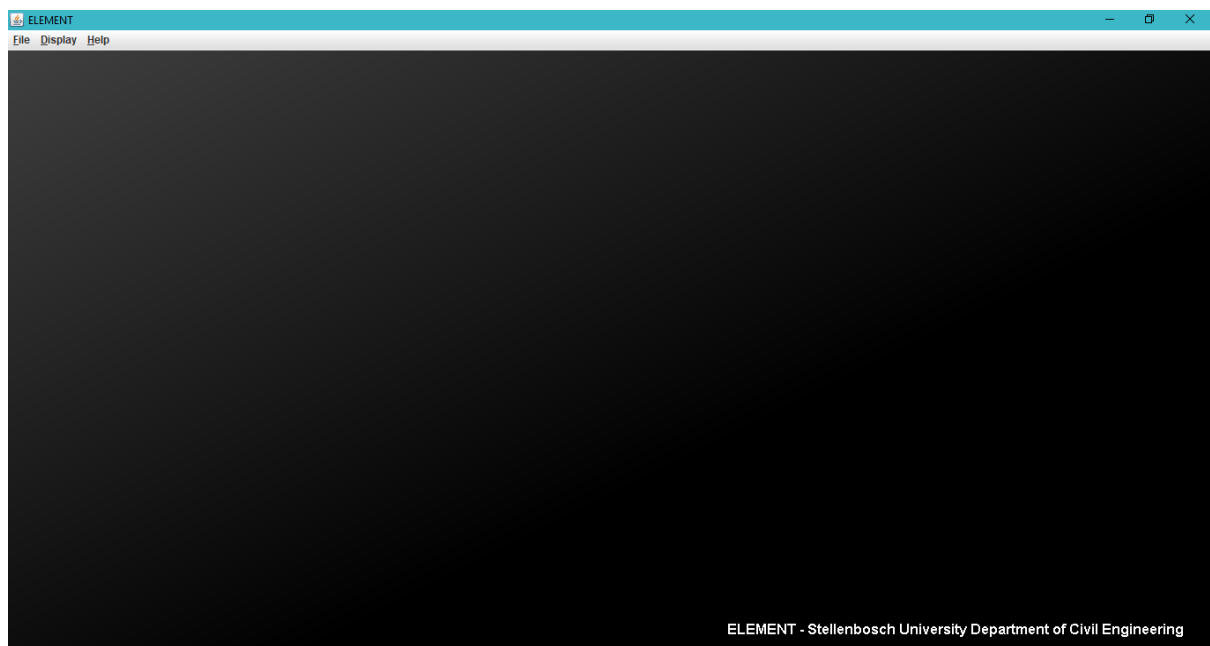 ELEMENT
File Display Help
ELEMENT - Stellenbosch University Department of Civil Engineering